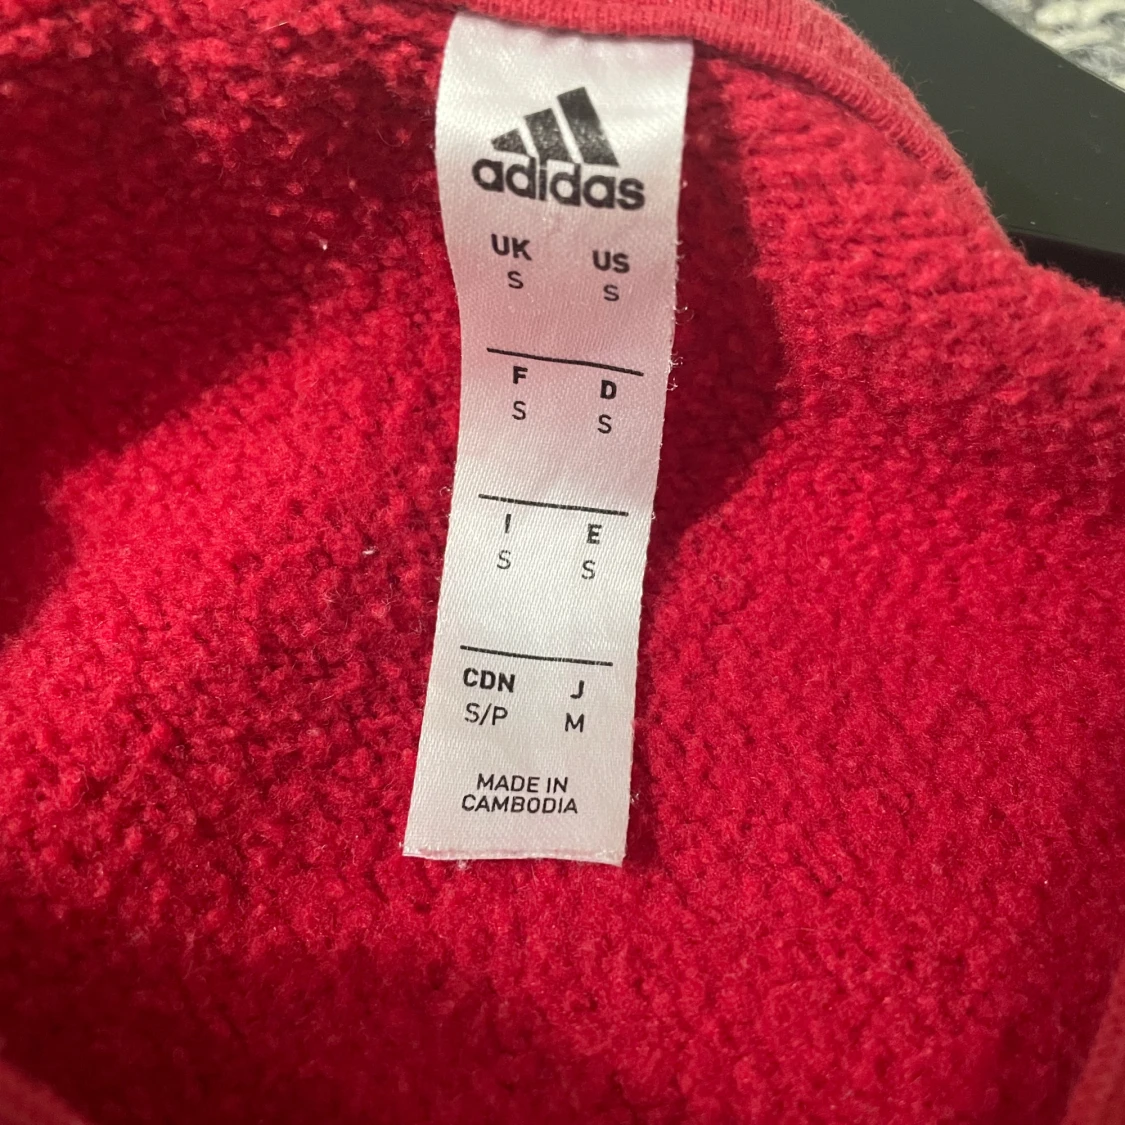 adidas
UK US
S S
F D
S S
I E
S S
CDN J
S/P M
MADE IN
CAMBODIA